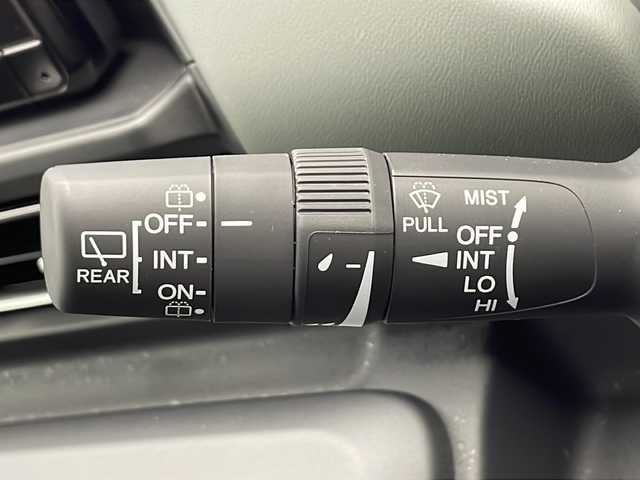 OFF
INT
ON
REAR
PULL
MIST
OFF
INT
LO
HI